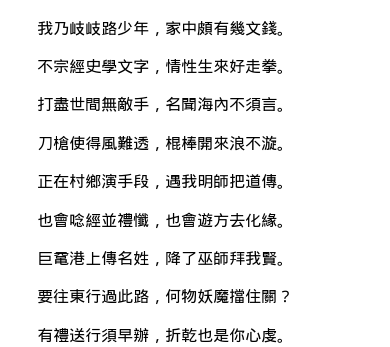 我乃岐岐路少年，家中頗有幾文錢。
不宗經史學文字，情性生來好走拳。
打盡世間無敵手，名聞海內不須言。
刀槍使得風難透，棍棒開來浪不漩。
正在村鄉演手段，遇我明師把道傳。
也會唸經並禮懺，也會遊方去化緣。
巨鼋港上傳名姓，降了巫師拜我賢。
要往東行過此路，何物妖魔擋住關？
有禮送行須早辦，折乾也是你心虔。